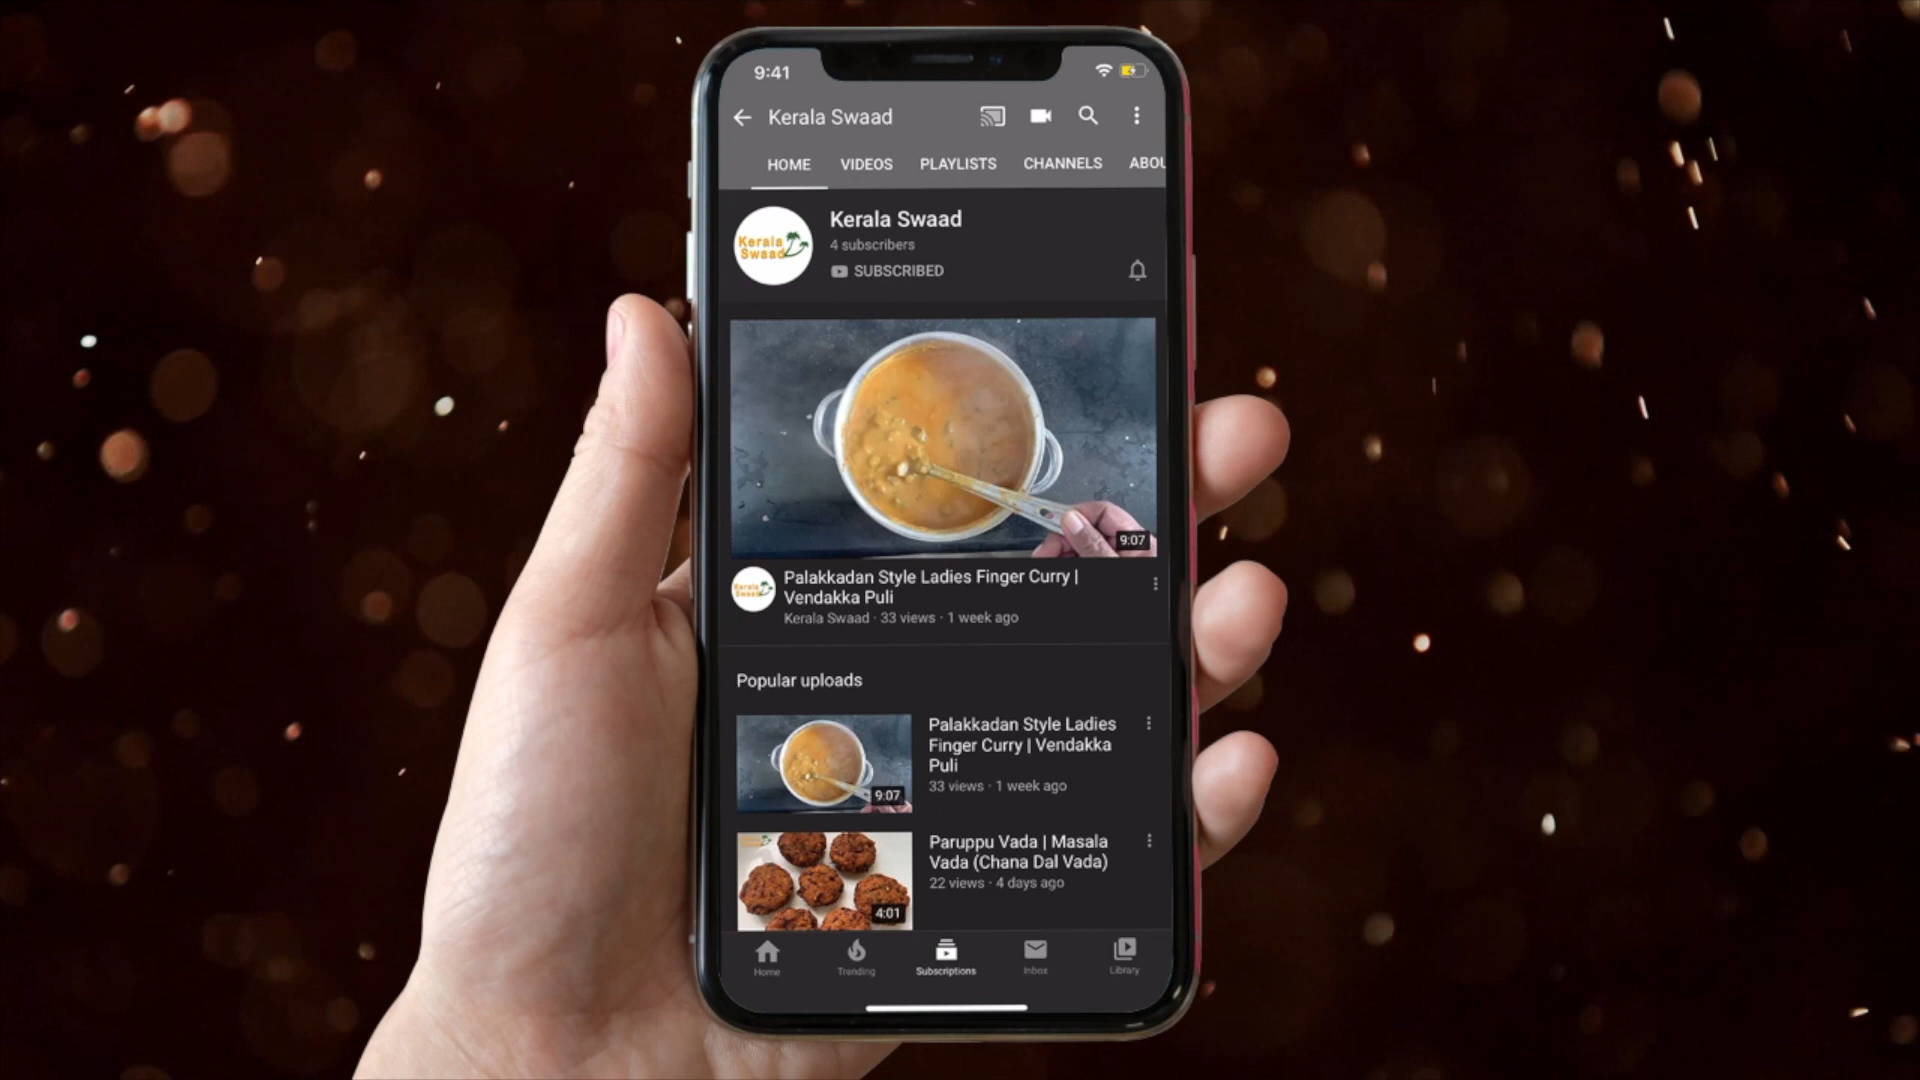 9:41
Kerala Swaad
HOME VIDEOS PLAYLISTS CHANNELS ABOU
Kerala
Swaad
Kerala Swaad
4 subscribers
SUBSCRIBED
9:07
Kerala
Swaad
Palakkadan Style Ladies Finger Curry |
Vendakka Puli
Kerala Swaad · 33 views · 1 week ago
Popular uploads
9:07
Palakkadan Style Ladies
Finger Curry | Vendakka
Puli
33 views · 1 week ago
4:01
Paruppu Vada | Masala
Vada (Chana Dal Vada)
22 views · 4 days ago
Home Trending Subscriptions Inbox Library